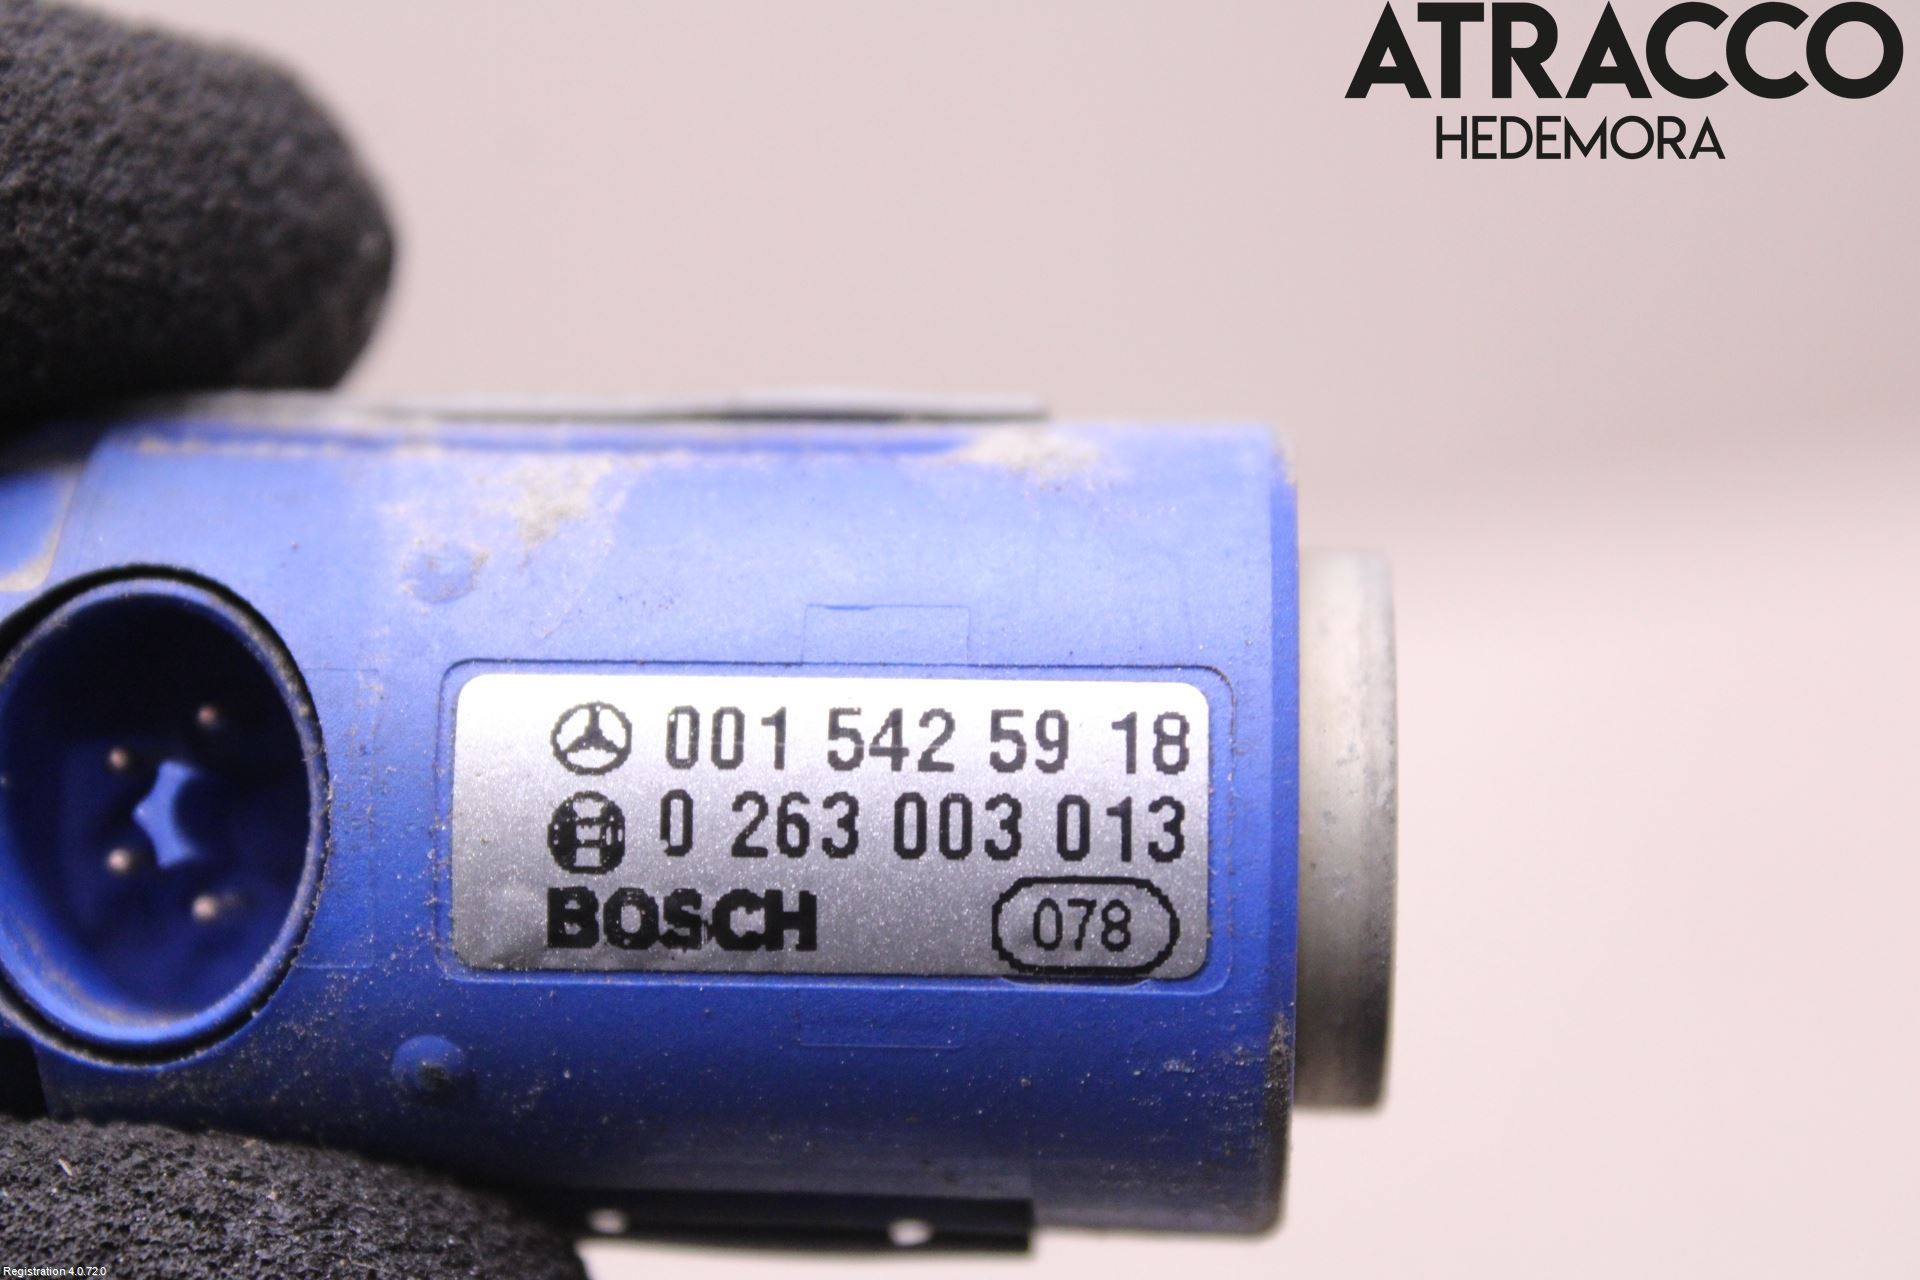 ATRACCO
HEDEMORA
001 542 59 18
0 263 003 013
BOSCH 078
Registration 4.0.72.0